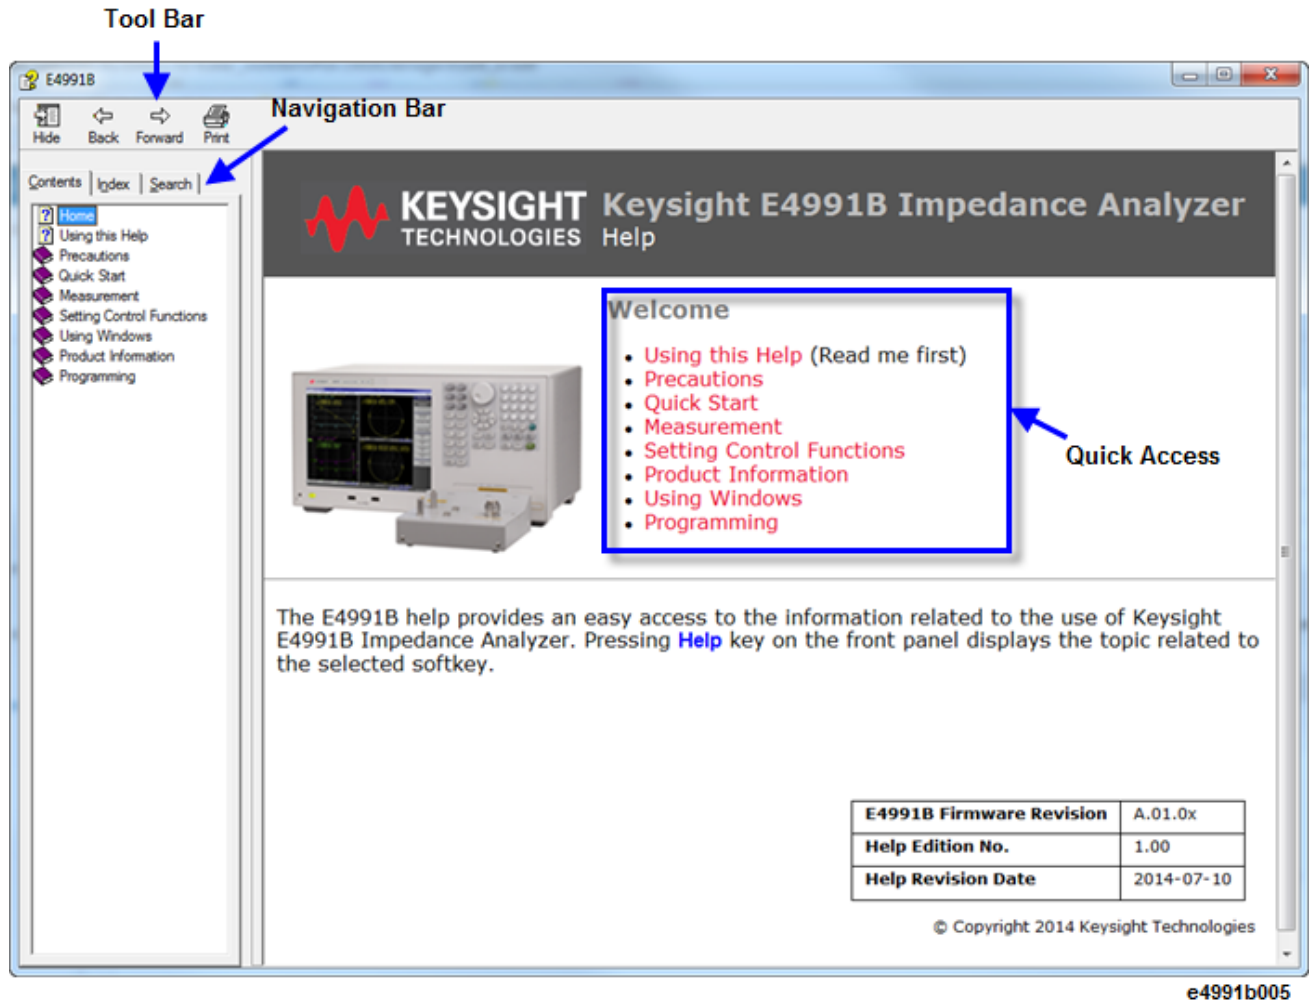 Tool Bar
E4991B
Hide Back Forward Print
Navigation Bar
Contents Index Search
Home
Using this Help
Precautions
Quick Start
Measurement
Setting Control Functions
Using Windows
Product Information
Programming
KEYSIGHT
TECHNOLOGIES
Keysight E4991B Impedance Analyzer
Help
Welcome
Using this Help (Read me first)
Precautions
Quick Start
Measurement
Setting Control Functions
Product Information
Using Windows
Programming
Quick Access
The E4991B help provides an easy access to the information related to the use of Keysight
E4991B Impedance Analyzer. Pressing Help key on the front panel displays the topic related to
the selected softkey.
E4991B Firmware Revision A.01.0x
Help Edition No. 1.00
Help Revision Date 2014-07-10
© Copyright 2014 Keysight Technologies
e4991b005